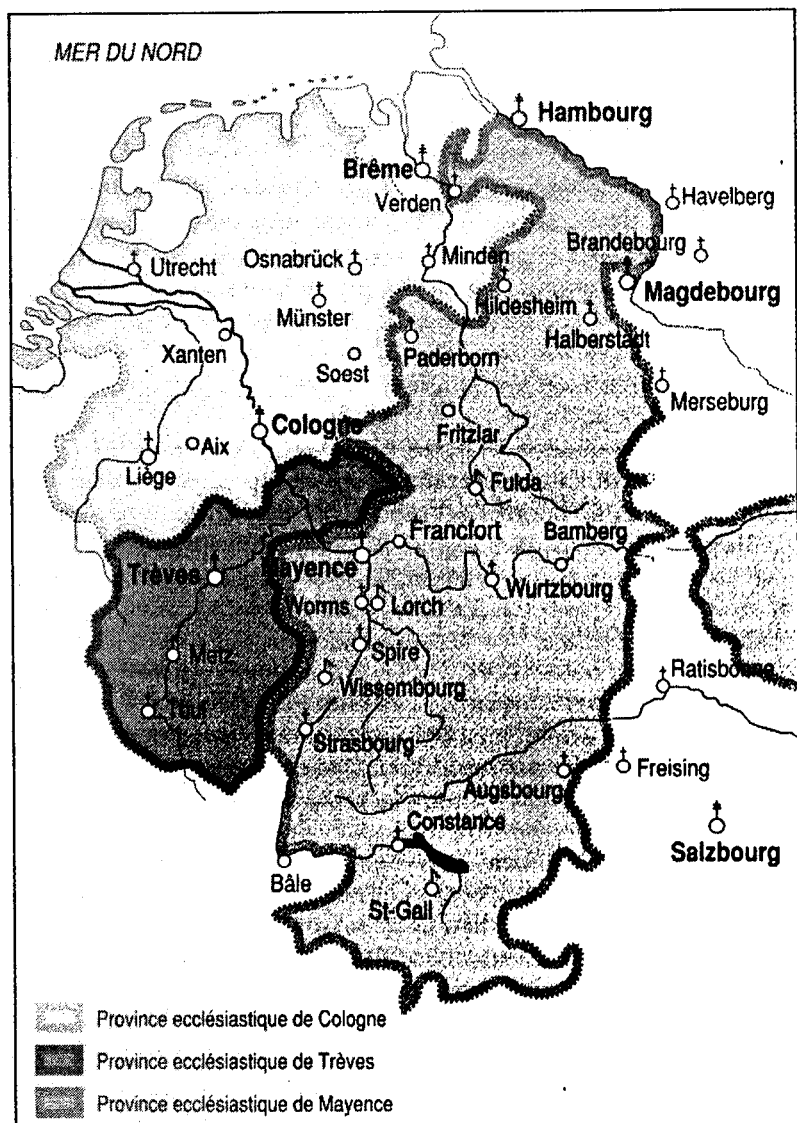 MER DU NORD
Hambourg
Brême
Verden
Havelberg
Brandebourg
Utrecht
Osnabrück
Minden
Hildesheim
Magdebourg
Münster
Halberstadt
Xanten
Paderborn
Soest
Merseburg
Cologne
Fritzlar
Aix
Liège
Fulda
Francfort
Bamberg
Mayence
Trèves
Wurtzbourg
Worms
Lorch
Metz
Spire
Ratisbonne
Wissembourg
Toul
Strasbourg
Augsbourg
Freising
Constance
Salzbourg
Bâle
St-Gall
Province ecclésiastique de Cologne
Province ecclésiastique de Trèves
Province ecclésiastique de Mayence